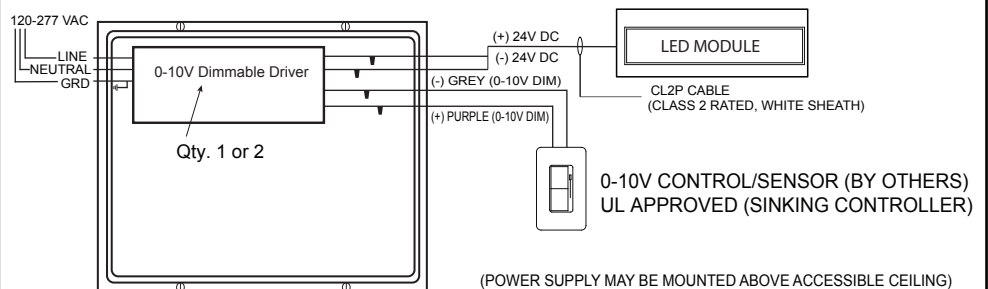 120-277 VAC
LINE
NEUTRAL
GRD
0-10V Dimmable Driver
Qty. 1 or 2
(+) 24V DC
(-) 24V DC
(-) GREY (0-10V DIM)
(+) PURPLE (0-10V DIM)
LED MODULE
CL2P CABLE
(CLASS 2 RATED, WHITE SHEATH)
0-10V CONTROL/SENSOR (BY OTHERS)
UL APPROVED (SINKING CONTROLLER)
(POWER SUPPLY MAY BE MOUNTED ABOVE ACCESSIBLE CEILING)